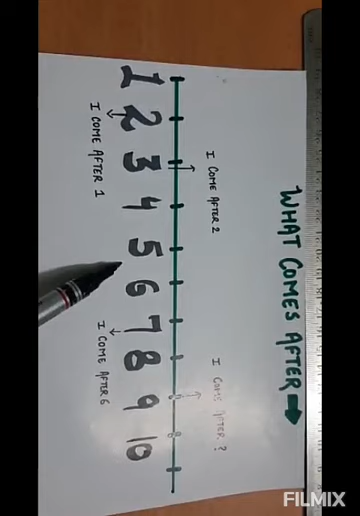 WHAT COMES AFTER →
I COME AFTER 2
I COME AFTER ?
1 2 3 4 5 6 7 8 9 10
I COME AFTER 1
I COME AFTER 6
FILMIX